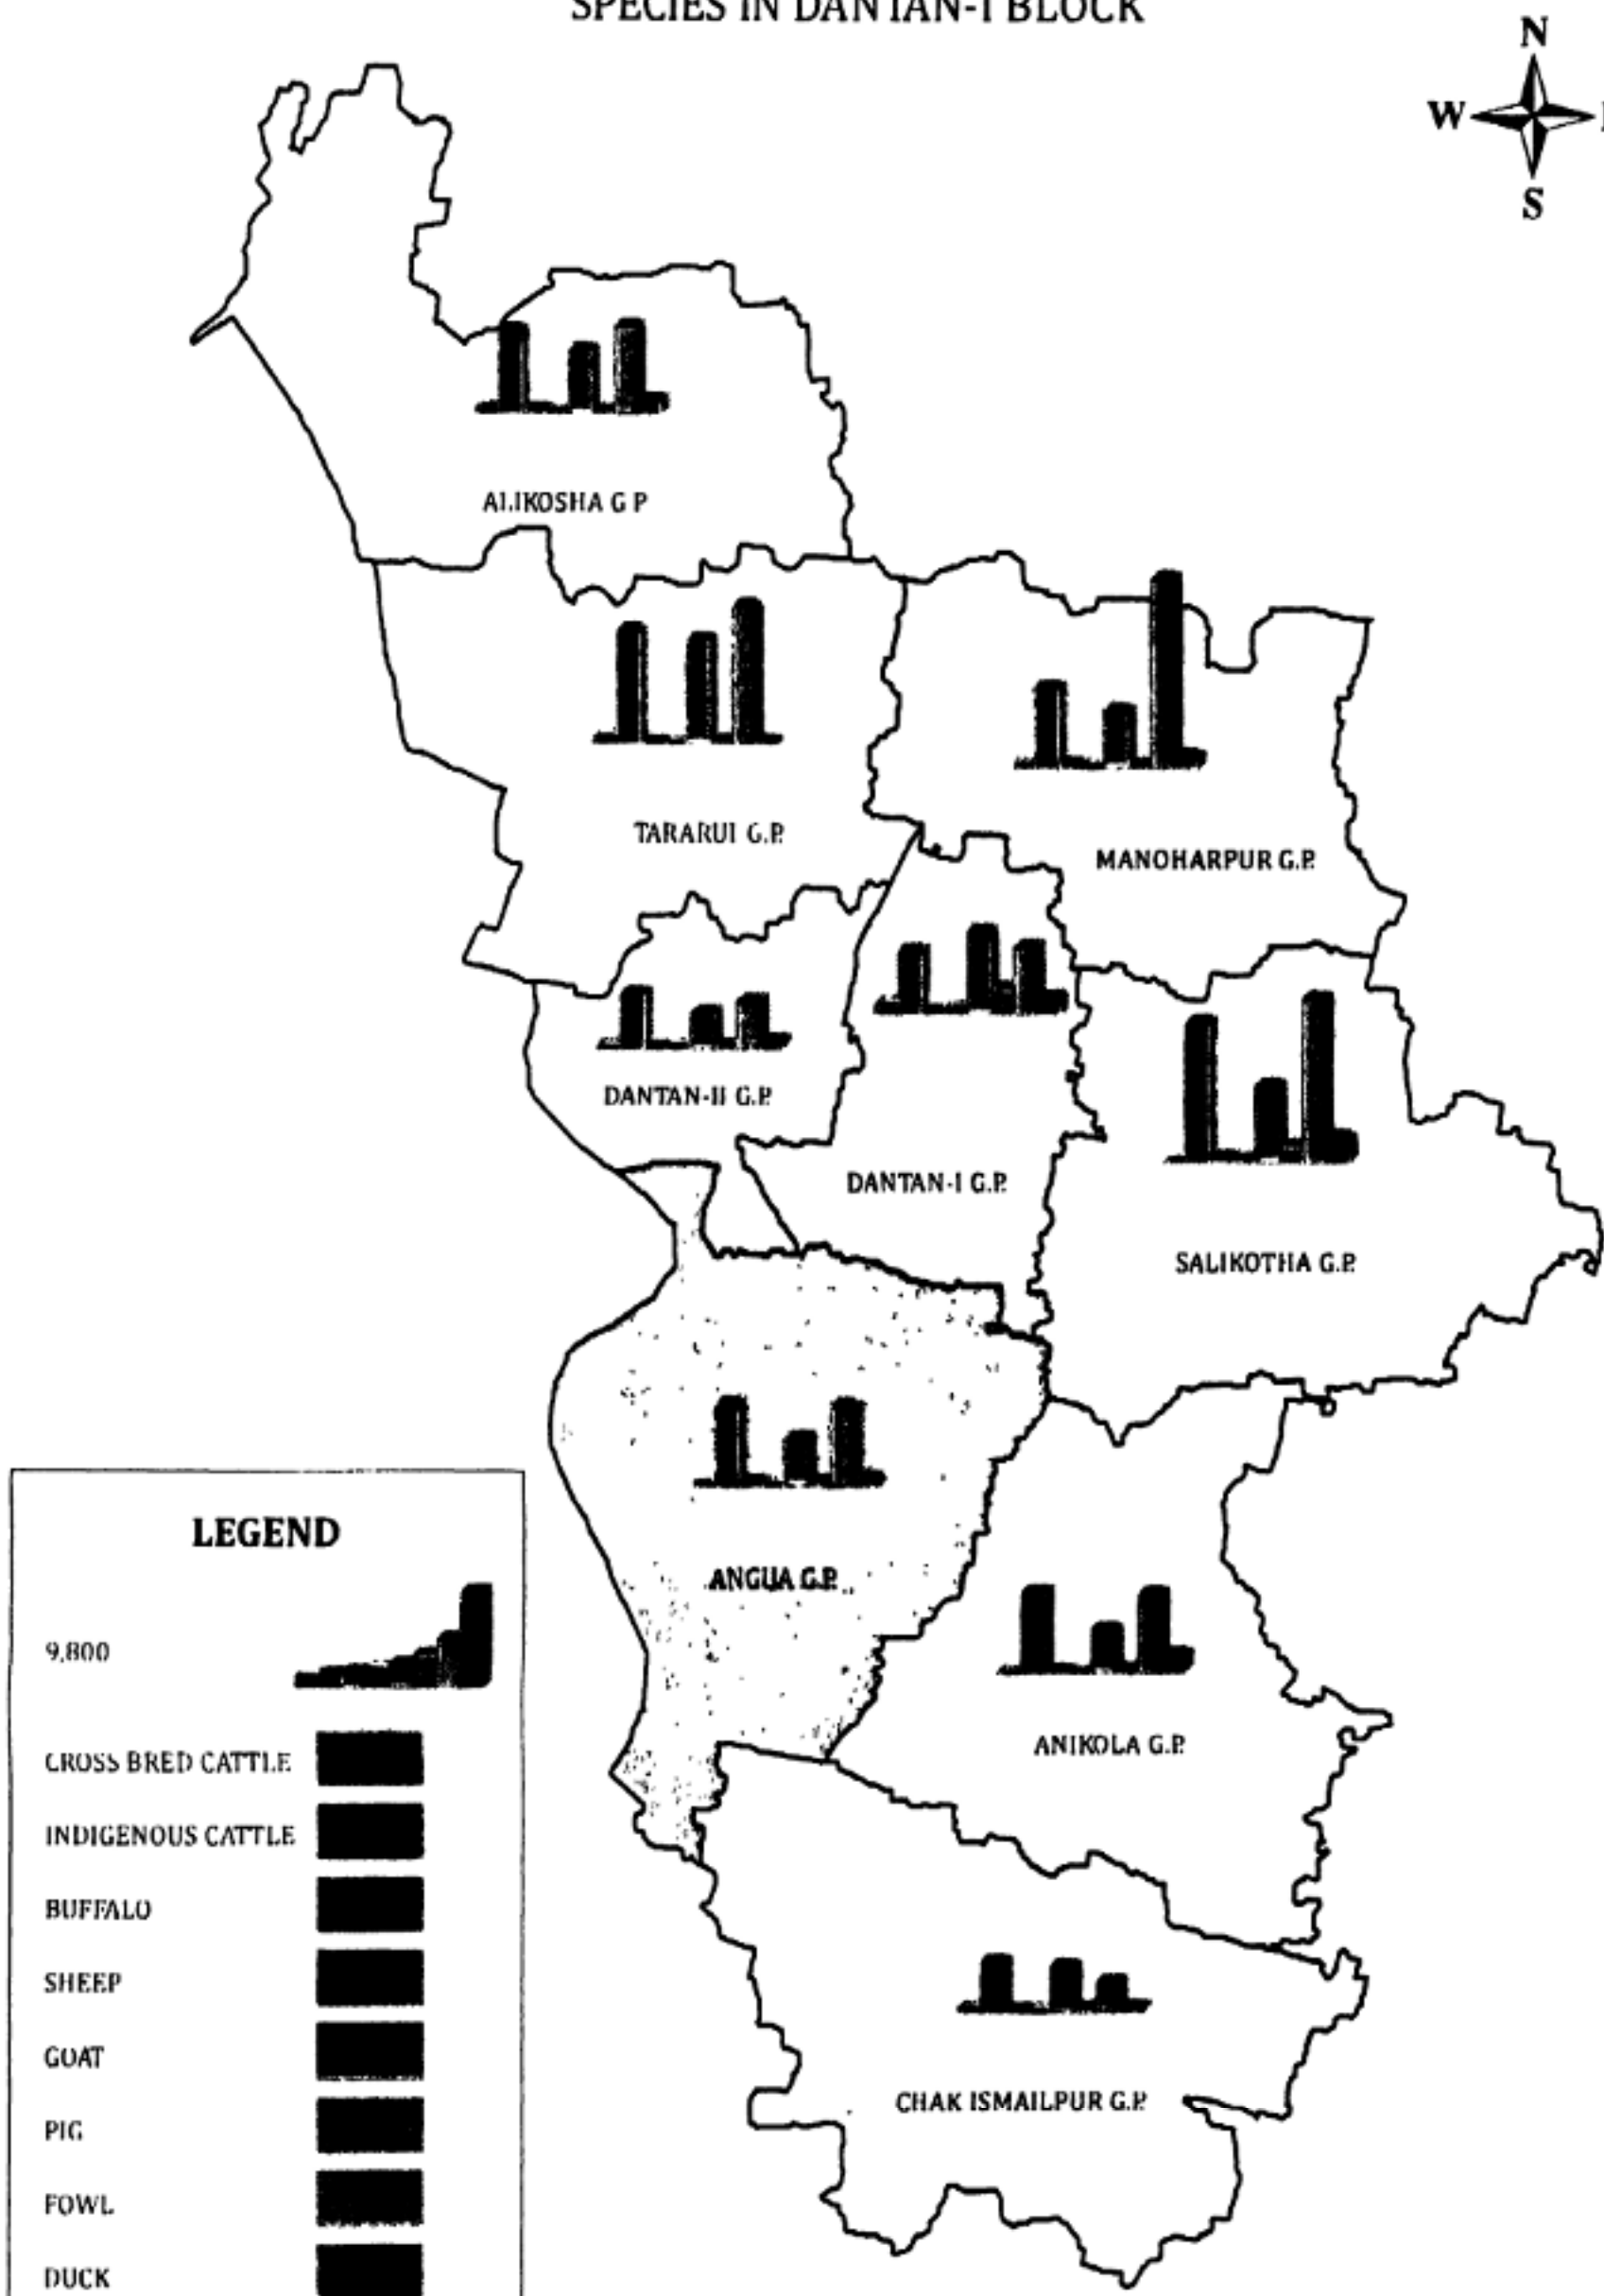 SPECIES IN DANTAN-I BLOCK
N
W
S
ALIKOSHA G P
TARARUI G.P.
MANOHARPUR G.P.
DANTAN-II G.P.
DANTAN-I G.P.
SALIKOTHA G.P.
ANGUA G.P.
ANIKOLA G.P.
CHAK ISMAILPUR G.P.
LEGEND
9,800
CROSS BRED CATTLE
INDIGENOUS CATTLE
BUFFALO
SHEEP
GOAT
PIG
FOWL
DUCK